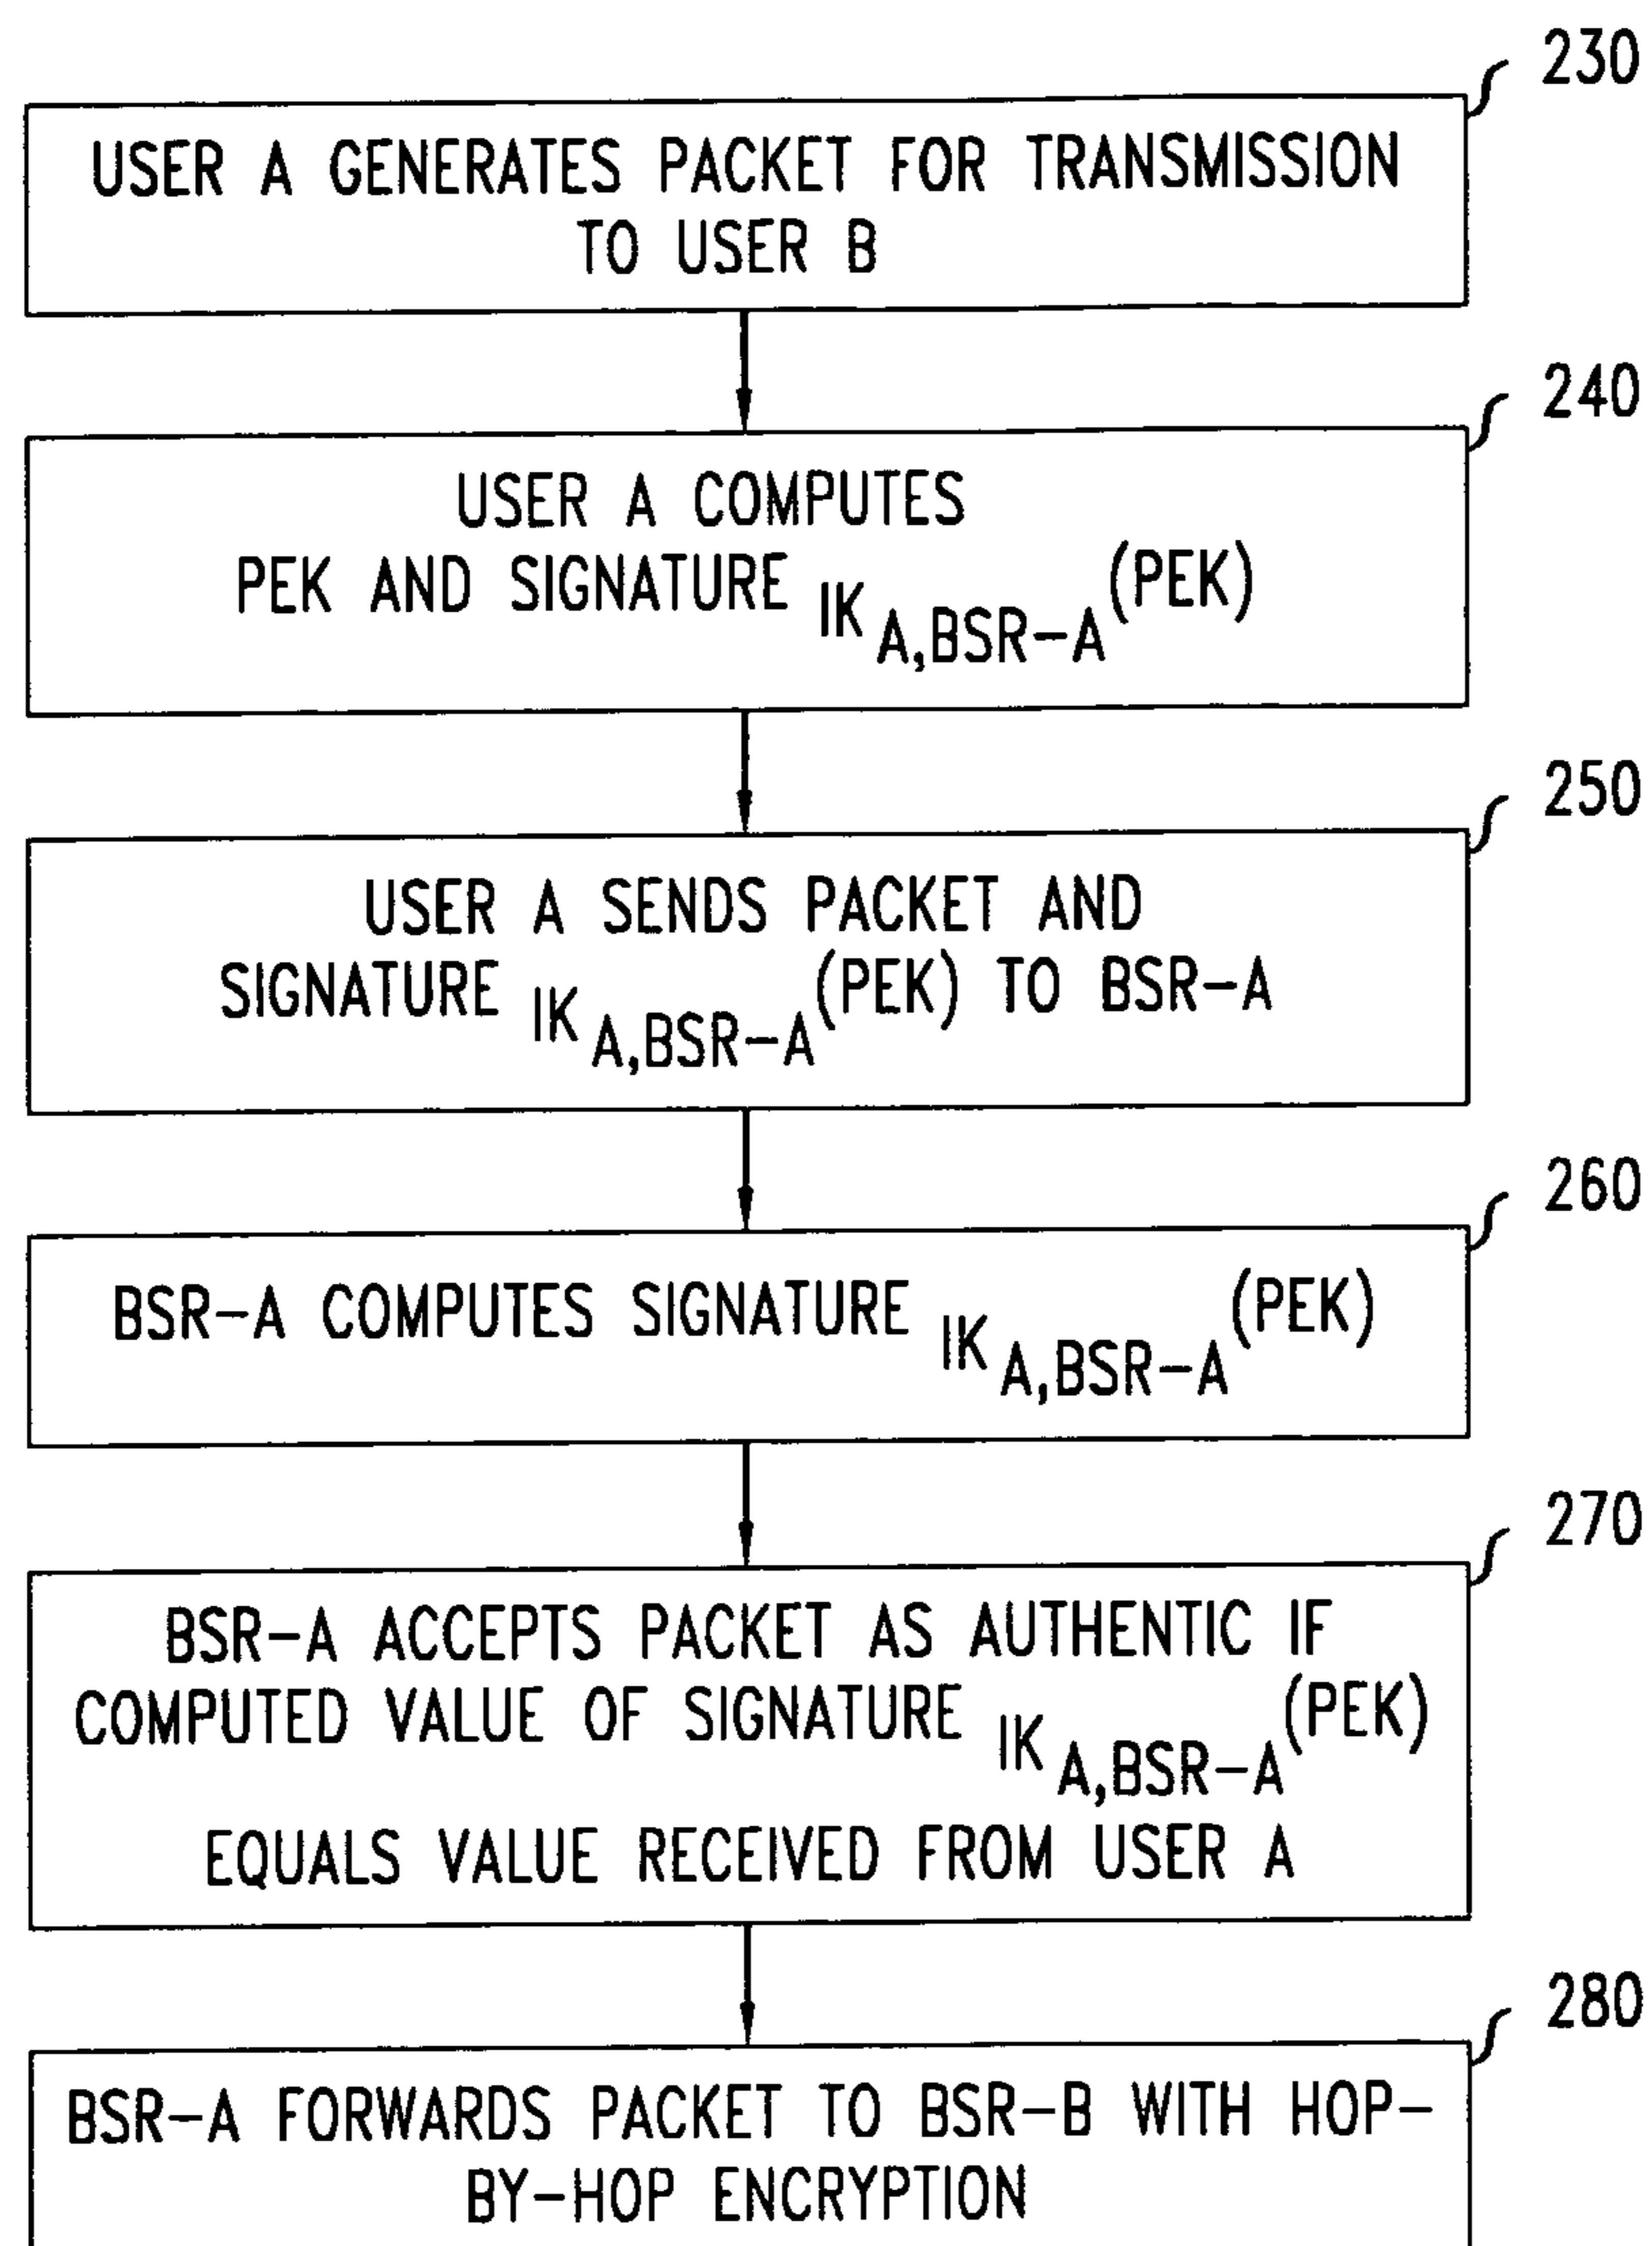 230
USER A GENERATES PACKET FOR TRANSMISSION
TO USER B
240
USER A COMPUTES
PEK AND SIGNATURE IK A,BSR-A (PEK)
250
USER A SENDS PACKET AND
SIGNATURE IK A,BSR-A (PEK) TO BSR-A
260
BSR-A COMPUTES SIGNATURE IK A,BSR-A (PEK)
270
BSR-A ACCEPTS PACKET AS AUTHENTIC IF
COMPUTED VALUE OF SIGNATURE IK A,BSR-A (PEK)
EQUALS VALUE RECEIVED FROM USER A
280
BSR-A FORWARDS PACKET TO BSR-B WITH HOP-
BY-HOP ENCRYPTION